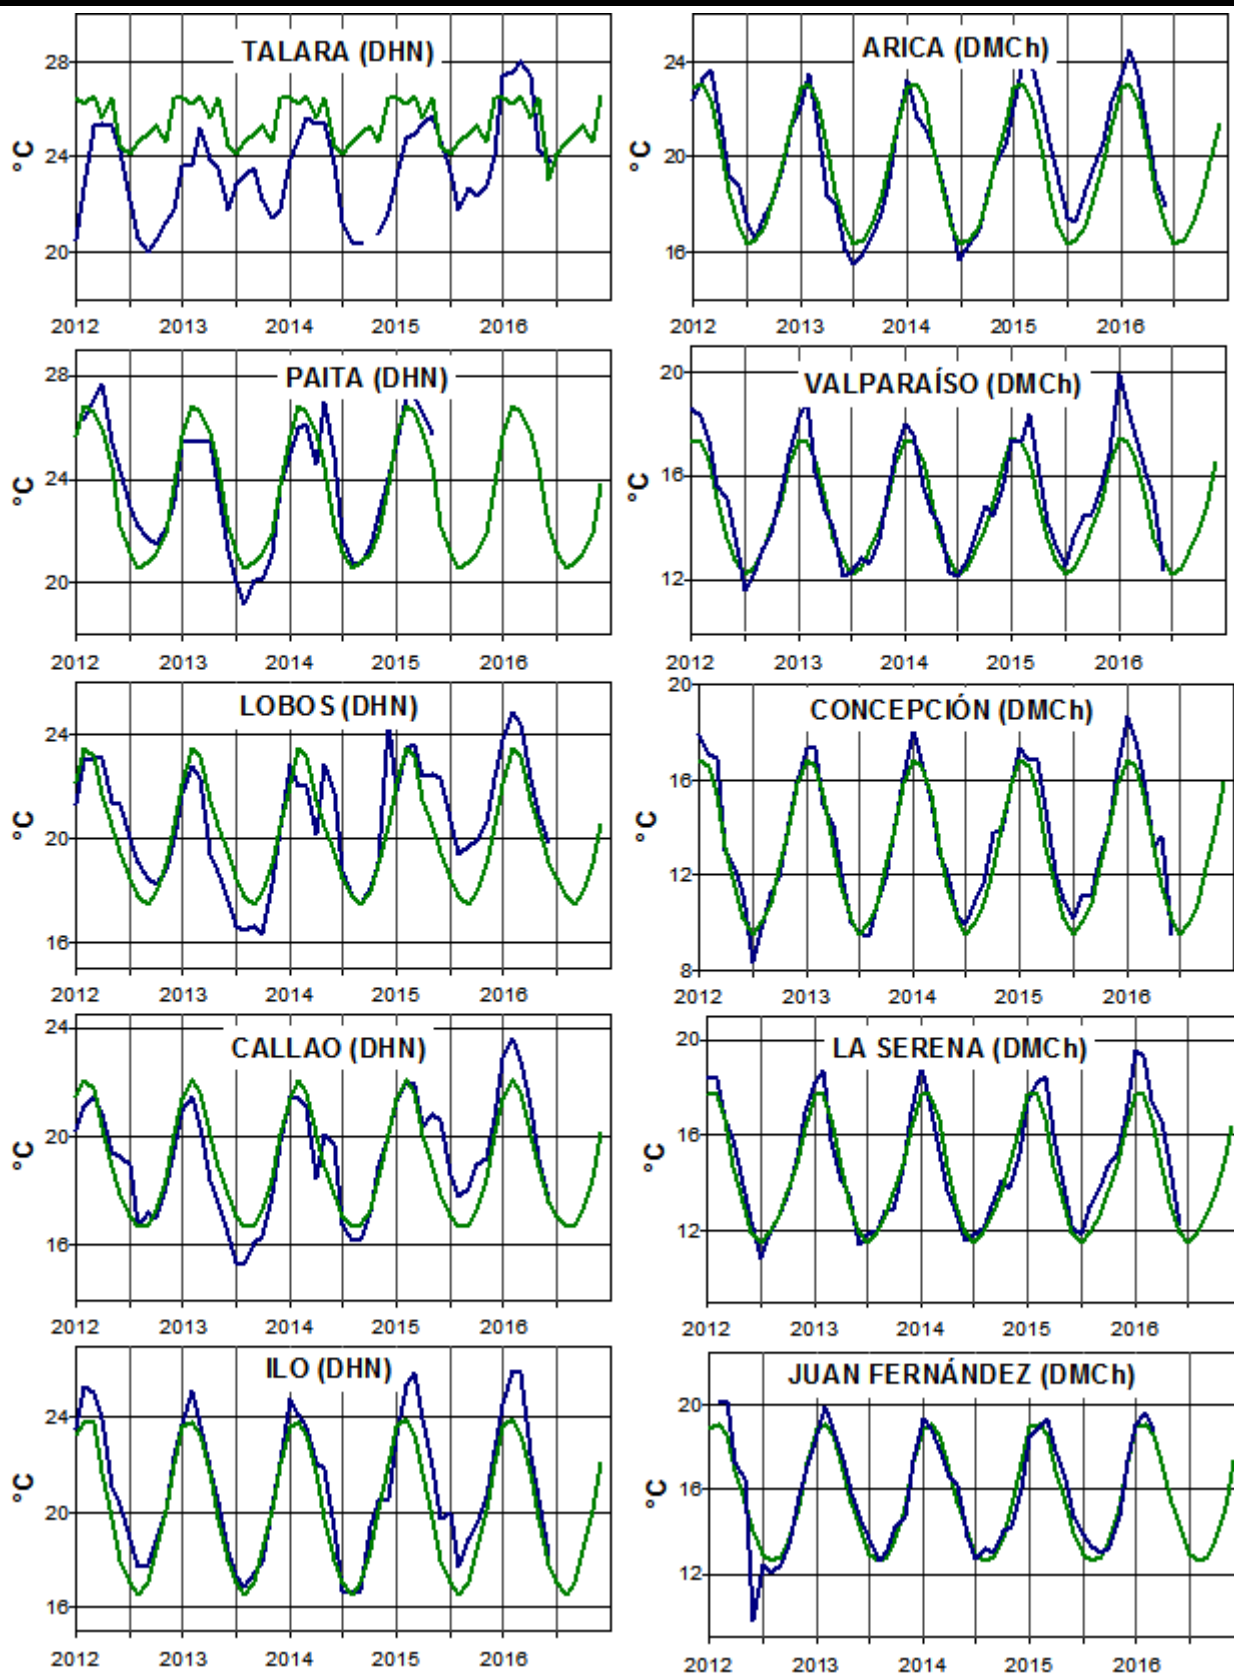 TALARA (DHN)
°C
28
24
20
2012 2013 2014 2015 2016
PAITA (DHN)
°C
28
24
20
2012 2013 2014 2015 2016
LOBOS (DHN)
°C
24
20
16
2012 2013 2014 2015 2016
CALLAO (DHN)
°C
24
20
16
2012 2013 2014 2015 2016
ILO (DHN)
°C
24
20
16
2012 2013 2014 2015 2016
ARICA (DMCh)
°C
24
20
16
2012 2013 2014 2015 2016
VALPARAÍSO (DMCh)
°C
20
16
12
2012 2013 2014 2015 2016
CONCEPCIÓN (DMCh)
°C
20
16
12
8
2012 2013 2014 2015 2016
LA SERENA (DMCh)
°C
20
16
12
2012 2013 2014 2015 2016
JUAN FERNÁNDEZ (DMCh)
°C
20
16
12
2012 2013 2014 2015 2016